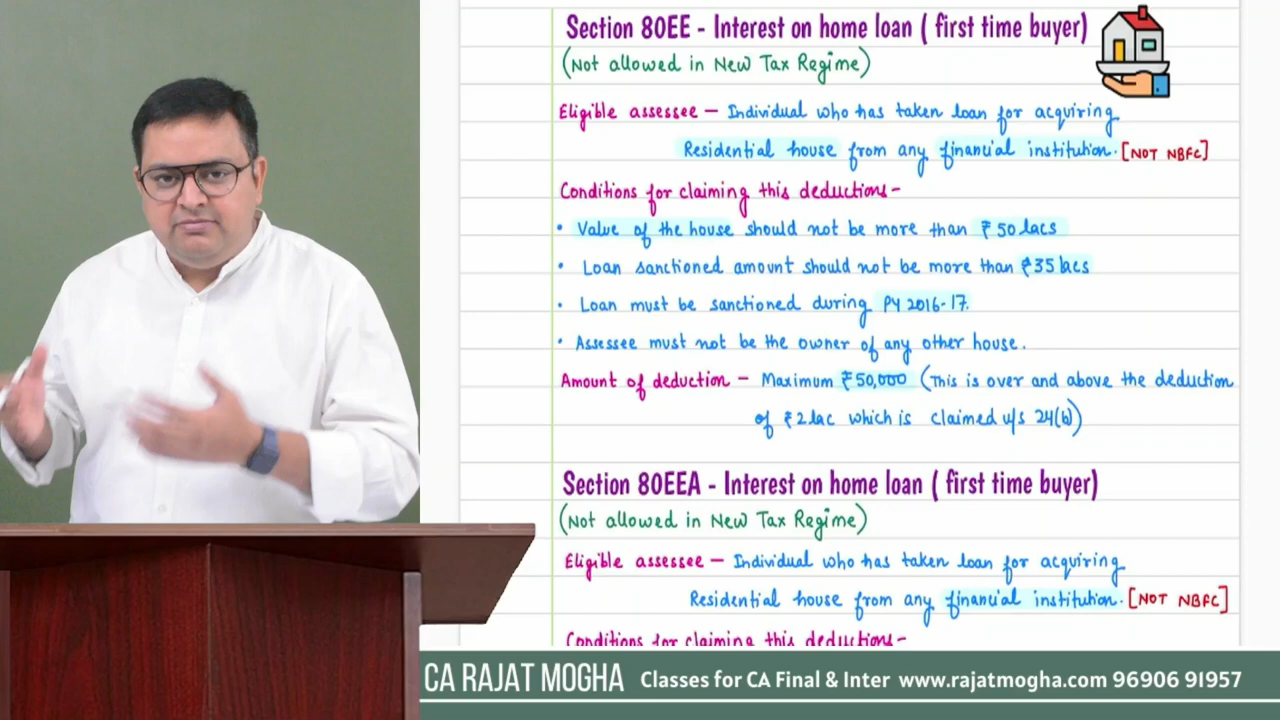 Section 80EE - Interest on home loan ( first time buyer)
(Not allowed in New Tax Regime)
Eligible assessee — Individual who has taken loan for acquiring
Residential house from any financial institution. [NOT NBFC]
Conditions for claiming this deductions-
• Value of the house should not be more than ₹ 50 lacs
• Loan sanctioned amount should not be more than ₹35 lacs
• Loan must be sanctioned during PY 2016-17.
• Assessee must not be the owner of any other house.
Amount of deduction — Maximum ₹50,000 (This is over and above the deduction
of ₹2 lac which is claimed u/s 24(b))
Section 80EEA - Interest on home loan ( first time buyer)
(Not allowed in New Tax Regime)
Eligible assessee — Individual who has taken loan for acquiring
Residential house from any financial institution. [NOT NBFC]
Conditions for claiming this deductions-
CA RAJAT MOGHA Classes for CA Final & Inter www.rajatmogha.com 96906 91957